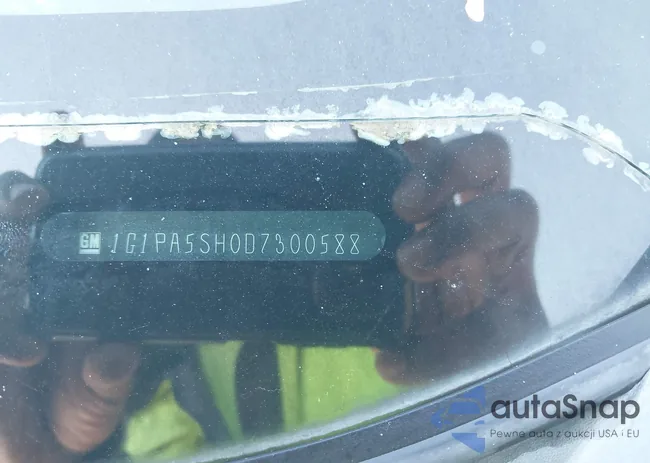 GM 1G1PA5SH0D7300588
autaSnap
Pewne auta z aukcji USA i EU